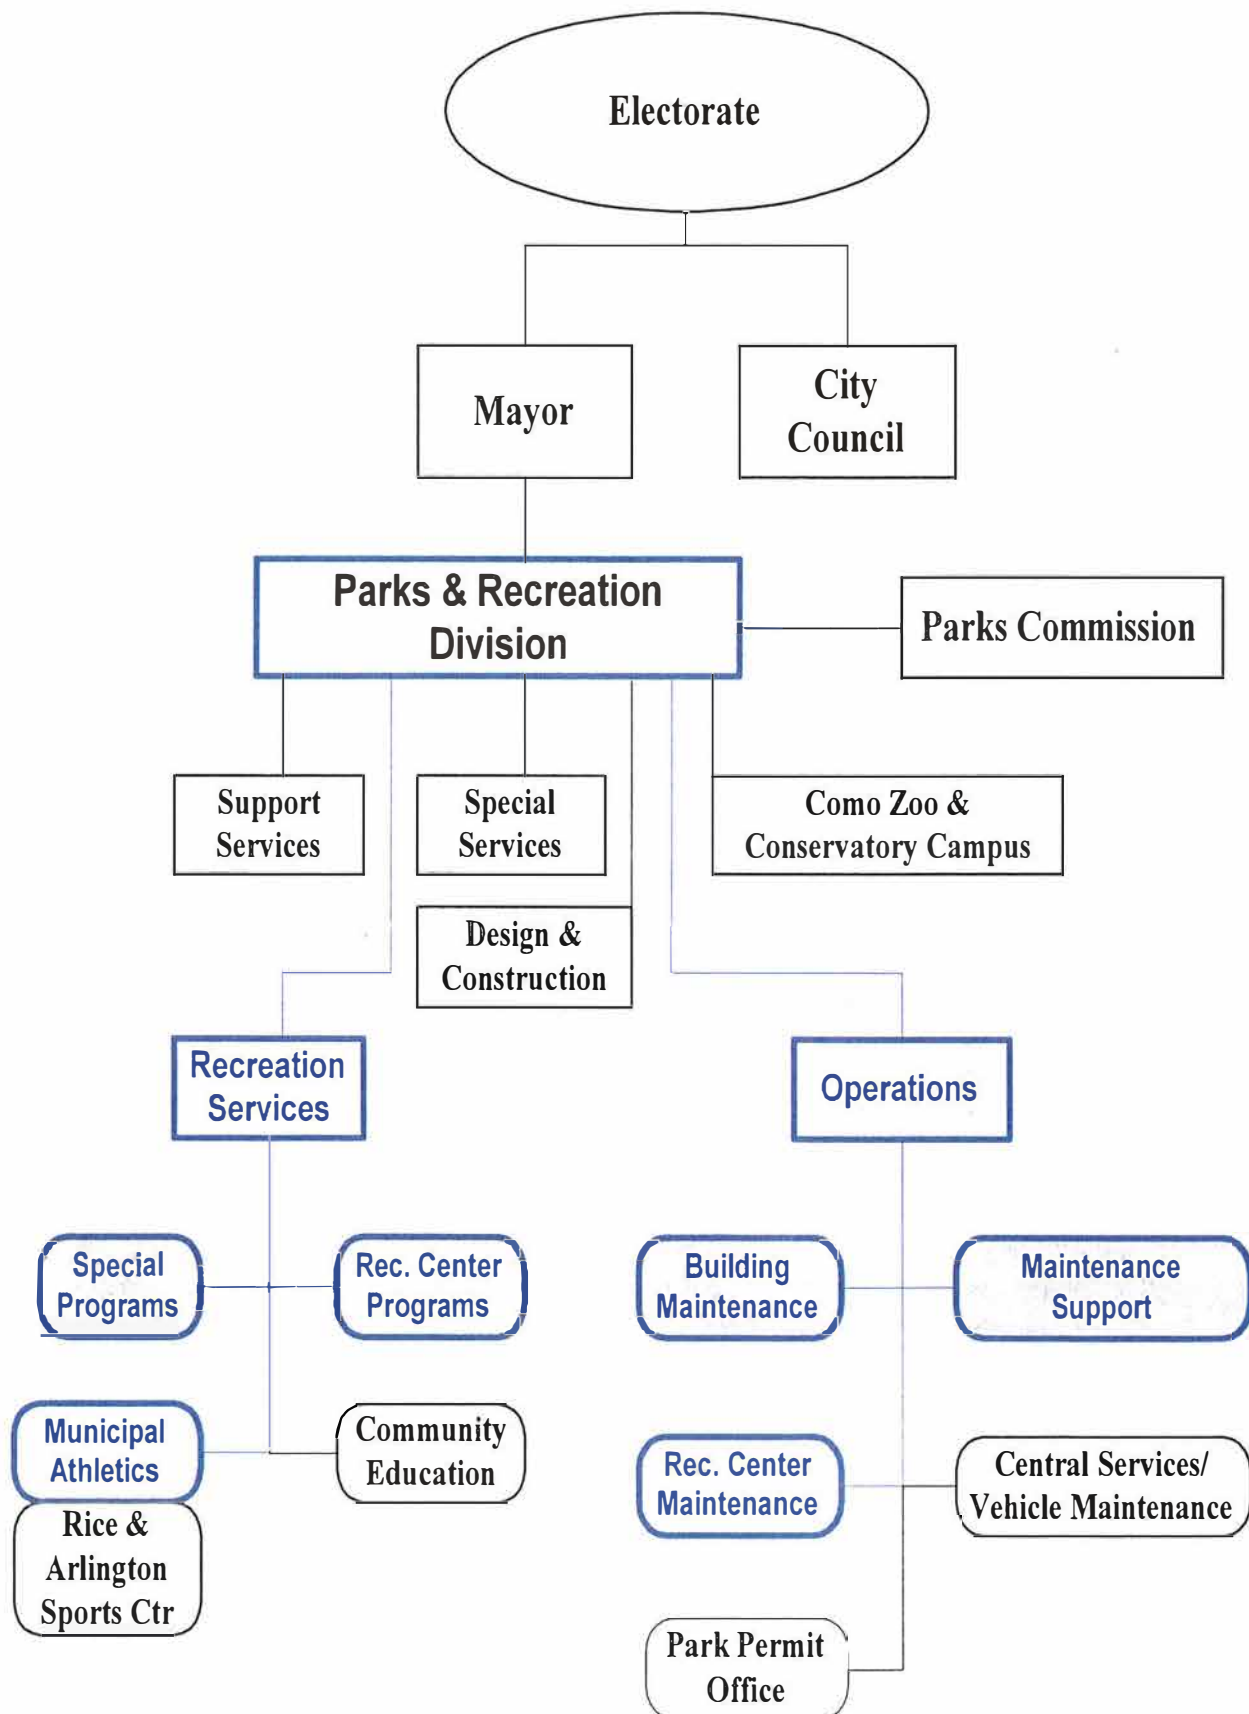 Electorate
Mayor
City
Council
Parks & Recreation
Division
Parks Commission
Support
Services
Special
Services
Como Zoo &
Conservatory Campus
Design &
Construction
Recreation
Services
Operations
Special
Programs
Rec. Center
Programs
Building
Maintenance
Maintenance
Support
Municipal
Athletics
Community
Education
Rec. Center
Maintenance
Central Services/
Vehicle Maintenance
Rice &
Arlington
Sports Ctr
Park Permit
Office